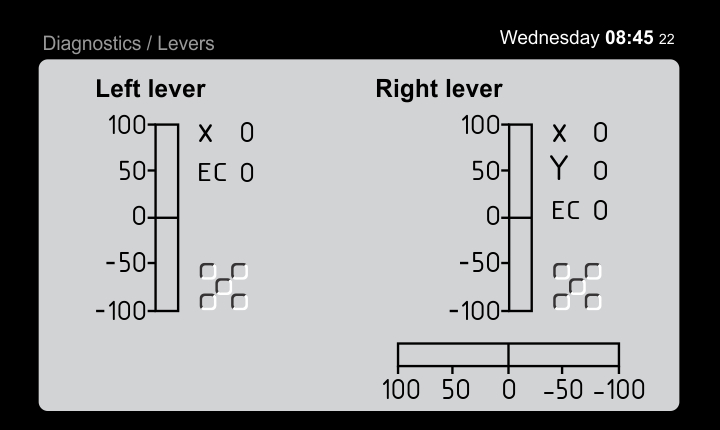 Diagnostics / Levers
Wednesday 08:45 22
Left lever
100
50
0
-50
-100
X 0
EC 0
Right lever
100
50
0
-50
-100
X 0
Y 0
EC 0
100 50 0 -50 -100